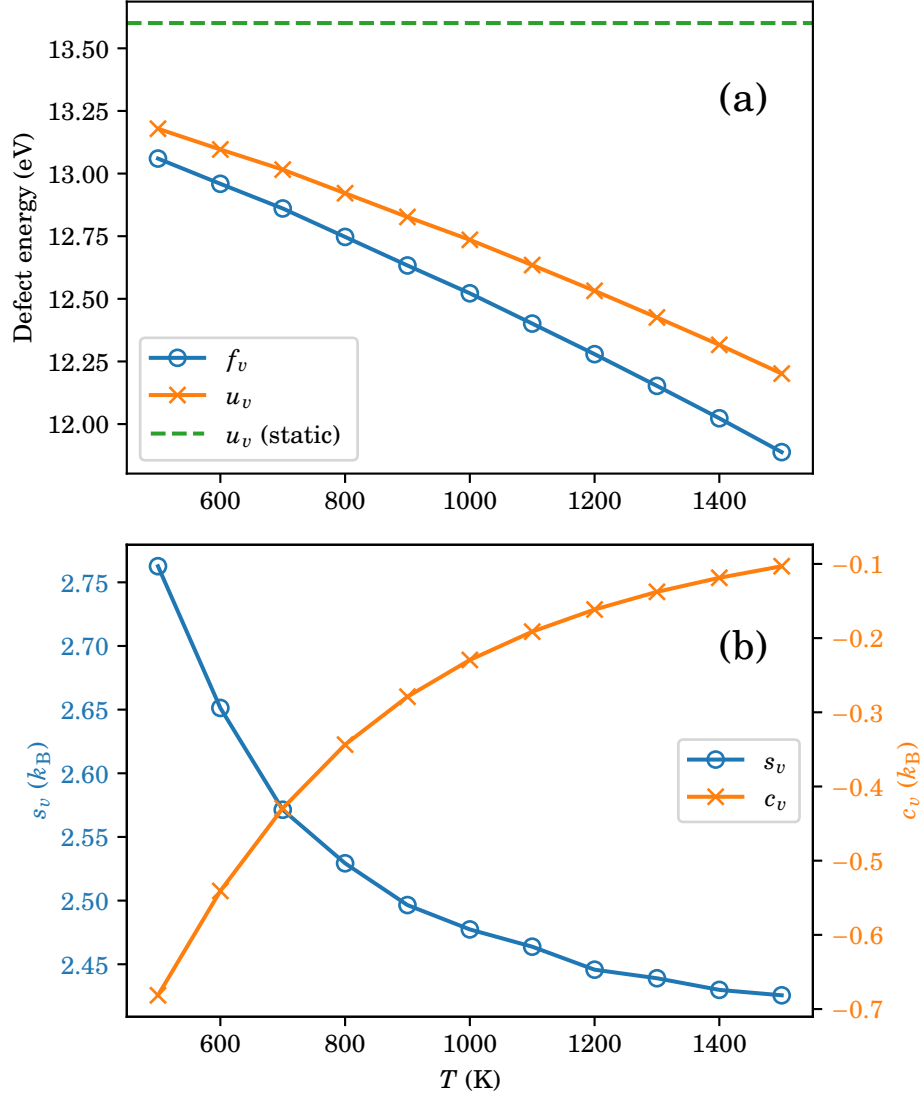 13.50
13.25
13.00
12.75
12.50
12.25
12.00
Defect energy (eV)
(a)
f_v
u_v
u_v (static)
600 800 1000 1200 1400
2.75
2.70
2.65
2.60
2.55
2.50
2.45
s_v (k_B)
(b)
s_v
c_v
−0.1
−0.2
−0.3
−0.4
−0.5
−0.6
−0.7
c_v (k_B)
600 800 1000 1200 1400
T (K)